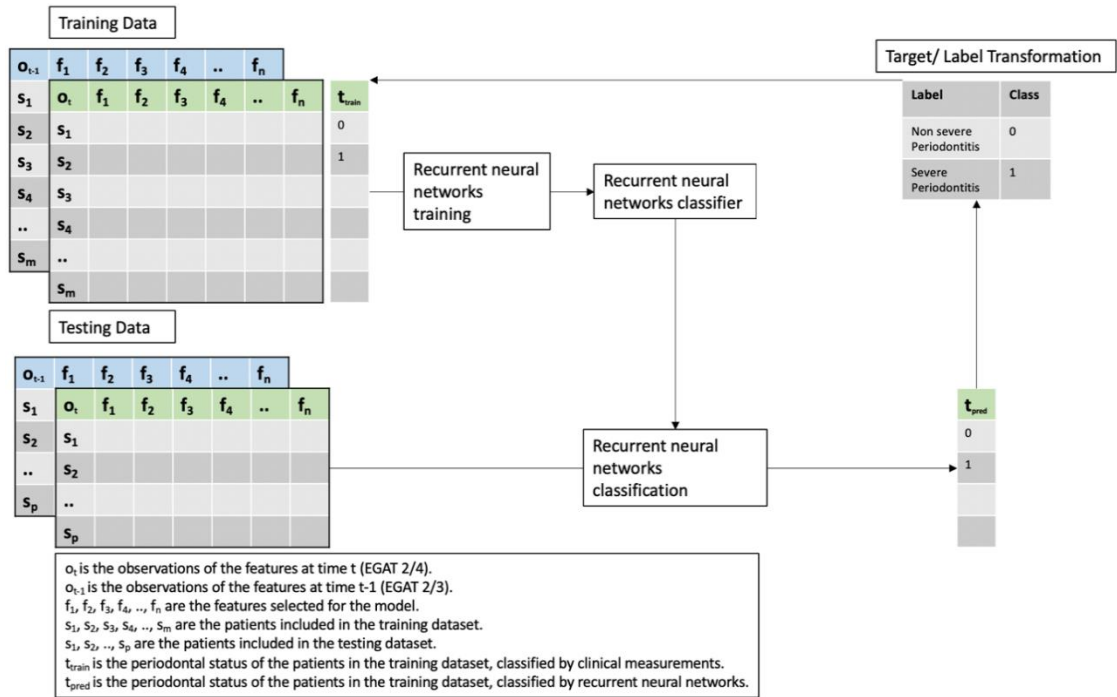 Training Data
Target/ Label Transformation
oₜ₋₁ f₁ f₂ f₃ f₄ .. fₙ
s₁ oₜ f₁ f₂ f₃ f₄ .. fₙ t_train
s₂ s₁ 0
s₃ s₂ 1
s₄ s₃
.. s₄
sₘ ..
sₘ
Label Class
Non severe 0
Periodontitis
Severe 1
Periodontitis
Recurrent neural
networks
training
Recurrent neural
networks classifier
Testing Data
oₜ₋₁ f₁ f₂ f₃ f₄ .. fₙ
s₁ oₜ f₁ f₂ f₃ f₄ .. fₙ
s₂ s₁
.. s₂
sₚ ..
sₚ
Recurrent neural
networks
classification
t_pred
0
1
oₜ is the observations of the features at time t (EGAT 2/4).
oₜ₋₁ is the observations of the features at time t-1 (EGAT 2/3).
f₁, f₂, f₃, f₄, .., fₙ are the features selected for the model.
s₁, s₂, s₃, s₄, .., sₘ are the patients included in the training dataset.
s₁, s₂, .., sₚ are the patients included in the testing dataset.
t_train is the periodontal status of the patients in the training dataset, classified by clinical measurements.
t_pred is the periodontal status of the patients in the training dataset, classified by recurrent neural networks.